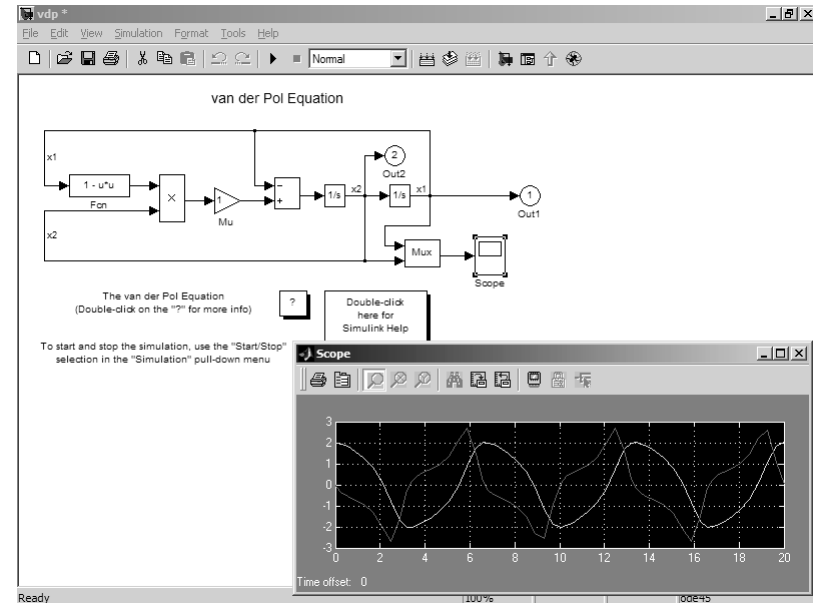 vdp *
File Edit View Simulation Format Tools Help
Normal
van der Pol Equation
x1
1 - u*u
Fcn
×
1
Mu
−
+
1/s
x2
1/s
x1
2
Out2
1
Out1
x2
Mux
Scope
The van der Pol Equation
(Double-click on the "?" for more info)
?
Double-click
here for
Simulink Help
To start and stop the simulation, use the "Start/Stop"
selection in the "Simulation" pull-down menu
Scope
3
2
1
0
-1
-2
-3
0 2 4 6 8 10 12 14 16 18 20
Time offset: 0
Ready 100% ode45